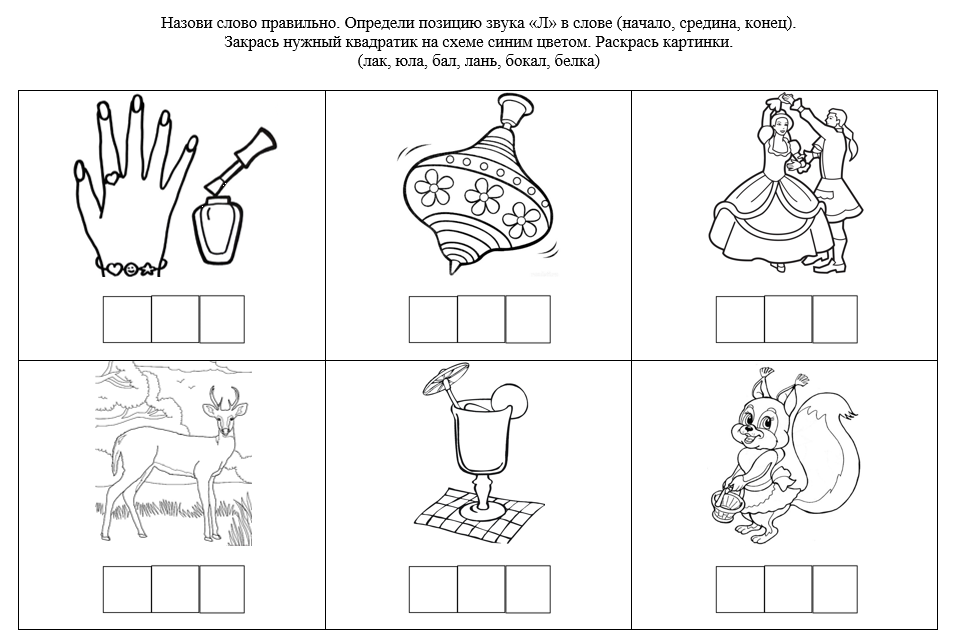 Назови слово правильно. Определи позицию звука «Л» в слове (начало, средина, конец).
Закрась нужный квадратик на схеме синим цветом. Раскрась картинки.
(лак, юла, бал, лань, бокал, белка)